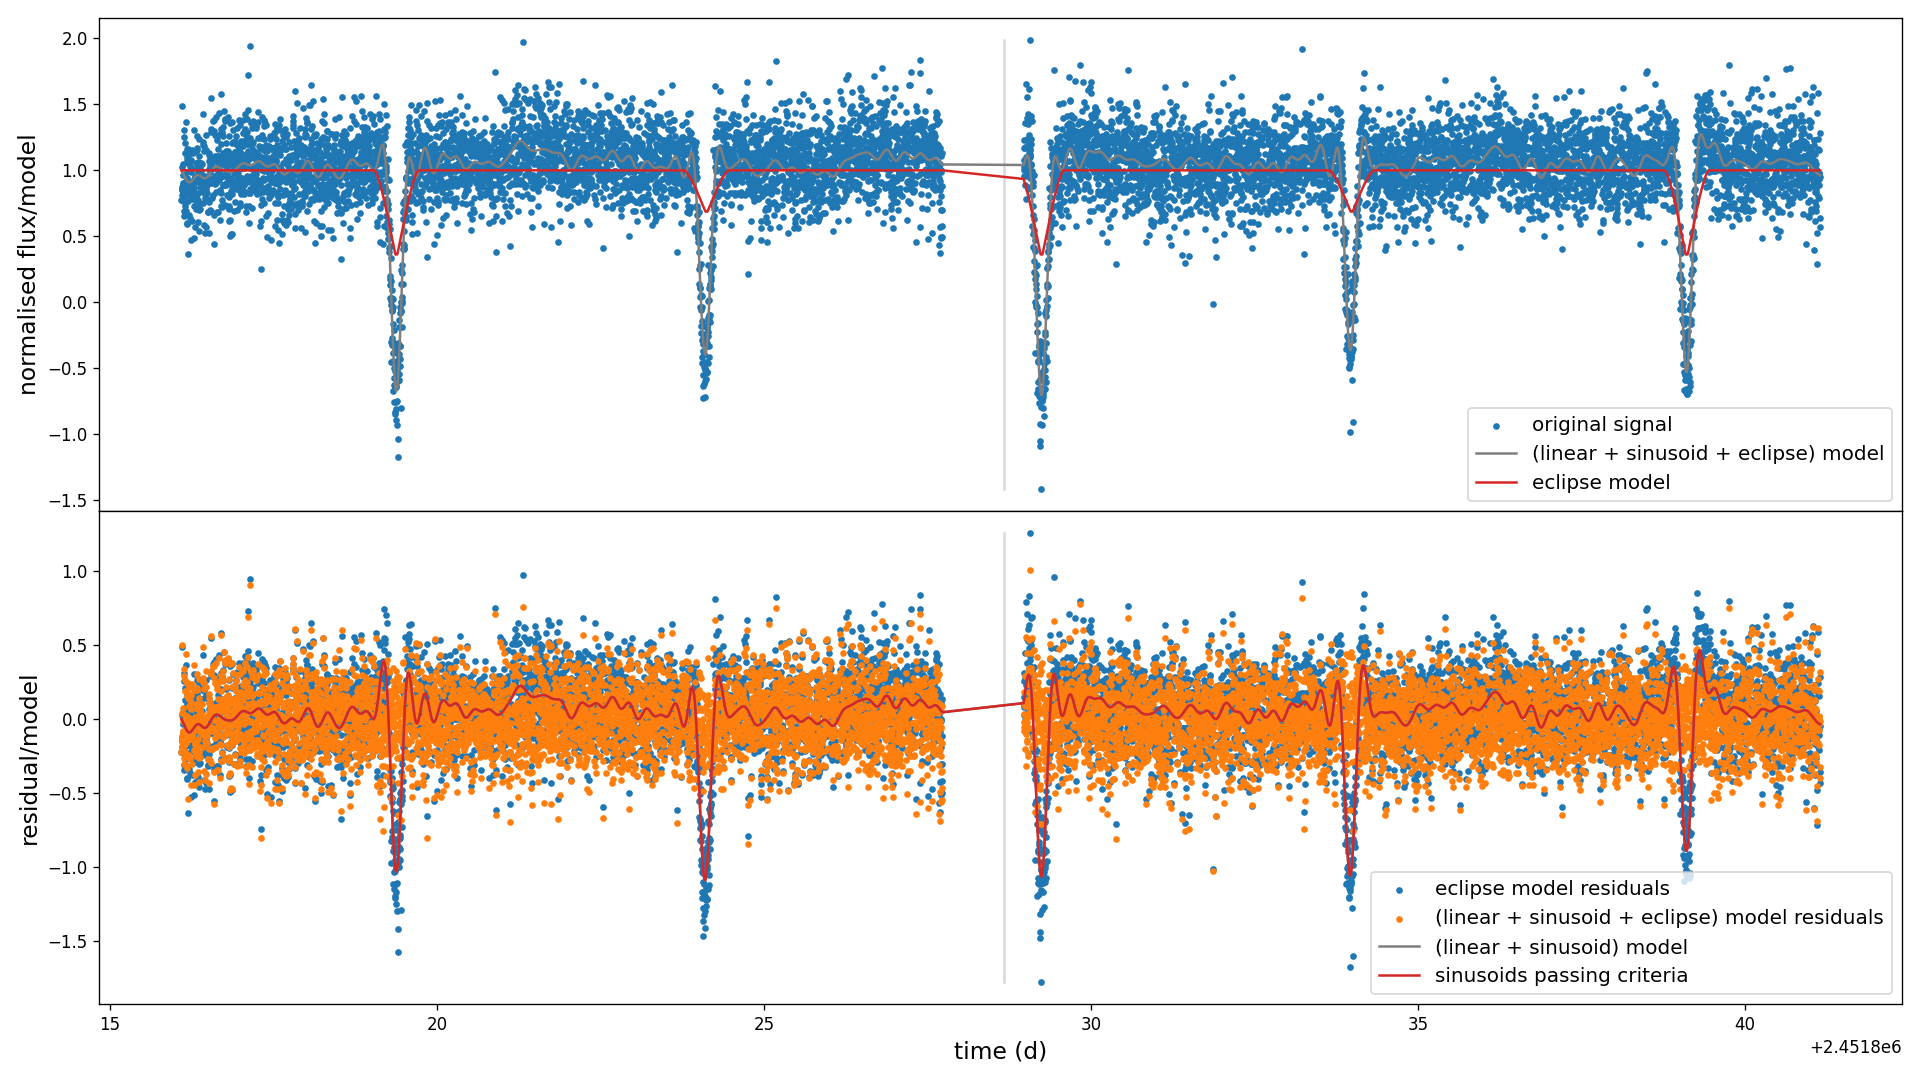 normalised flux/model
2.0
1.5
1.0
0.5
0.0
−0.5
−1.0
−1.5
original signal
(linear + sinusoid + eclipse) model
eclipse model
residual/model
1.0
0.5
0.0
−0.5
−1.0
−1.5
eclipse model residuals
(linear + sinusoid + eclipse) model residuals
(linear + sinusoid) model
sinusoids passing criteria
15 20 25 30 35 40
time (d)
+2.4518e6